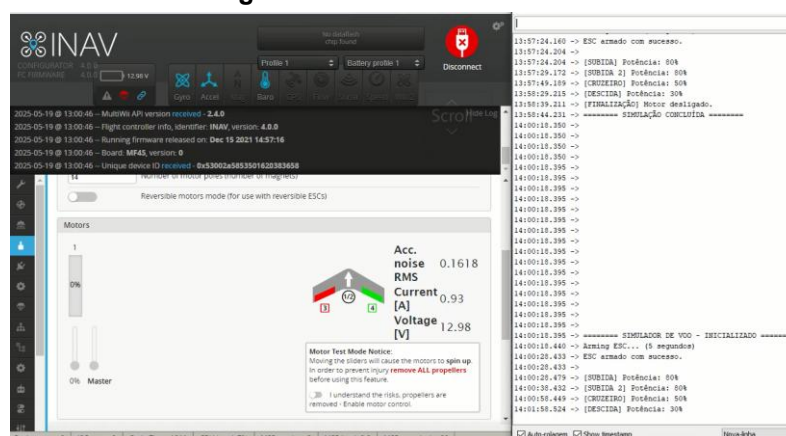 INAV
CONFIGURATOR 4.0.0
FC FIRMWARE 4.0.0
12.96 V
No dataflash
chip found
Profile 1
Battery profile 1
Disconnect
Gyro
Accel
Baro
Hide Log
Scroll
2025-05-19 @ 13:00:46 -- MultiWii API version received - 2.4.0
2025-05-19 @ 13:00:46 -- Flight controller info, identifier: INAV, version: 4.0.0
2025-05-19 @ 13:00:46 -- Running firmware released on: Dec 15 2021 14:57:16
2025-05-19 @ 13:00:46 -- Board: MF4S, version: 0
2025-05-19 @ 13:00:46 -- Unique device ID received - 0x53002a5853501620383658
14
Number of motor poles (number of magnets)
Reversible motors mode (for use with reversible ESCs)
Motors
1
0%
0% Master
1/2
3
4
Acc.
noise 0.1618
RMS
Current 0.93
[A]
Voltage 12.98
[V]
Motor Test Mode Notice:
Moving the sliders will cause the motors to spin up.
In order to prevent injury remove ALL propellers
before using this feature.
I understand the risks, propellers are
removed - Enable motor control.
13:57:24.160 -> ESC armado com sucesso.
13:57:24.204 ->
13:57:24.204 -> [SUBIDA] Potência: 80%
13:57:29.172 -> [SUBIDA 2] Potência: 80%
13:57:49.189 -> [CRUZEIRO] Potência: 50%
13:58:29.215 -> [DESCIDA] Potência: 30%
13:58:39.211 -> [FINALIZAÇÃO] Motor desligado.
13:58:44.231 -> ======== SIMULAÇÃO CONCLUÍDA ========
14:00:18.350 ->
14:00:18.350 ->
14:00:18.350 ->
14:00:18.350 ->
14:00:18.395 ->
14:00:18.395 ->
14:00:18.395 ->
14:00:18.395 ->
14:00:18.395 ->
14:00:18.395 ->
14:00:18.395 ->
14:00:18.395 ->
14:00:18.395 ->
14:00:18.395 ->
14:00:18.395 ->
14:00:18.395 -> ======== SIMULADOR DE VOO - INICIALIZADO ======
14:00:18.440 -> Arming ESC... (5 segundos)
14:00:28.433 -> ESC armado com sucesso.
14:00:28.433 ->
14:00:28.479 -> [SUBIDA] Potência: 80%
14:00:38.432 -> [SUBIDA 2] Potência: 80%
14:00:58.449 -> [CRUZEIRO] Potência: 50%
14:01:58.524 -> [DESCIDA] Potência: 30%
Auto-rolagem
Show timestamp
Nova-linha